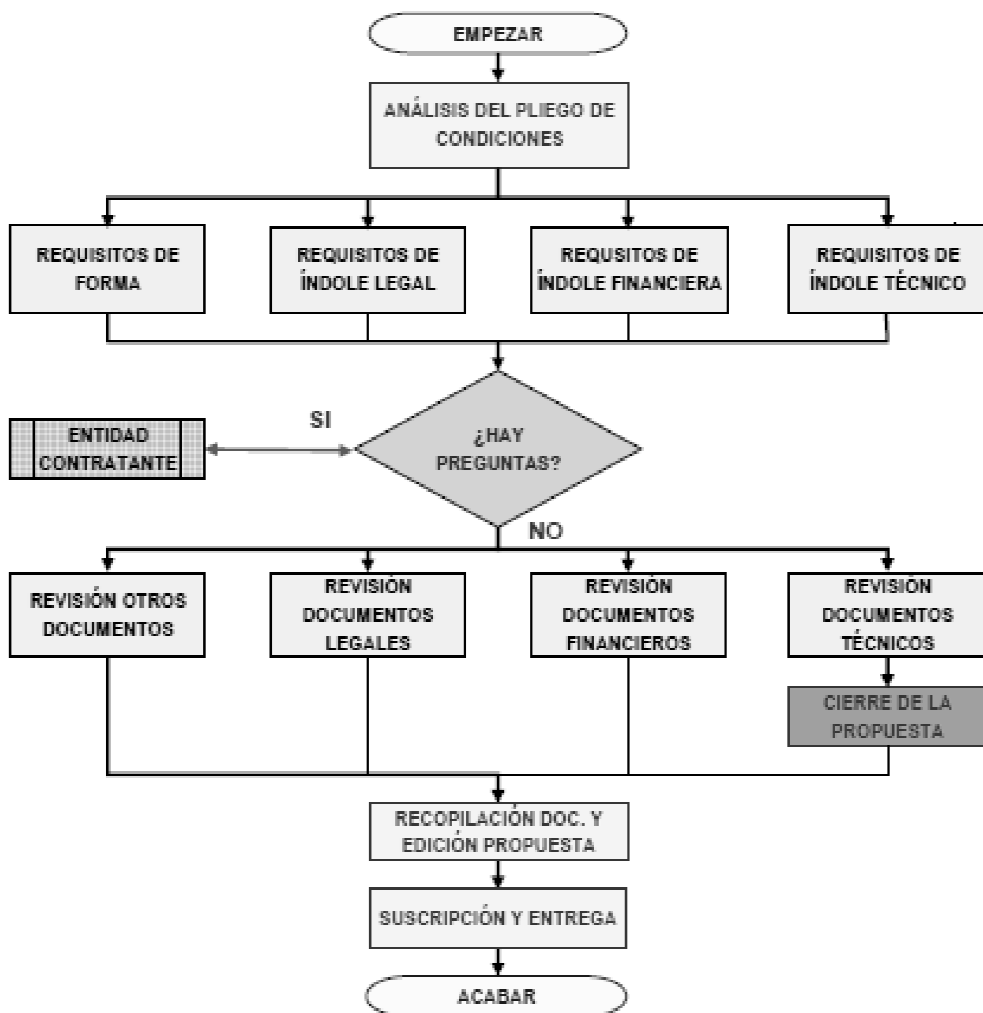 EMPEZAR
ANÁLISIS DEL PLIEGO DE
CONDICIONES
REQUISITOS DE
FORMA
REQUISITOS DE
ÍNDOLE LEGAL
REQUSITOS DE
ÍNDOLE FINANCIERA
REQUISITOS DE
ÍNDOLE TÉCNICO
SI
ENTIDAD
CONTRATANTE
¿HAY
PREGUNTAS?
NO
REVISIÓN OTROS
DOCUMENTOS
REVISIÓN
DOCUMENTOS
LEGALES
REVISIÓN
DOCUMENTOS
FINANCIEROS
REVISIÓN
DOCUMENTOS
TÉCNICOS
CIERRE DE LA
PROPUESTA
RECOPILACIÓN DOC. Y
EDICIÓN PROPUESTA
SUSCRIPCIÓN Y ENTREGA
ACABAR